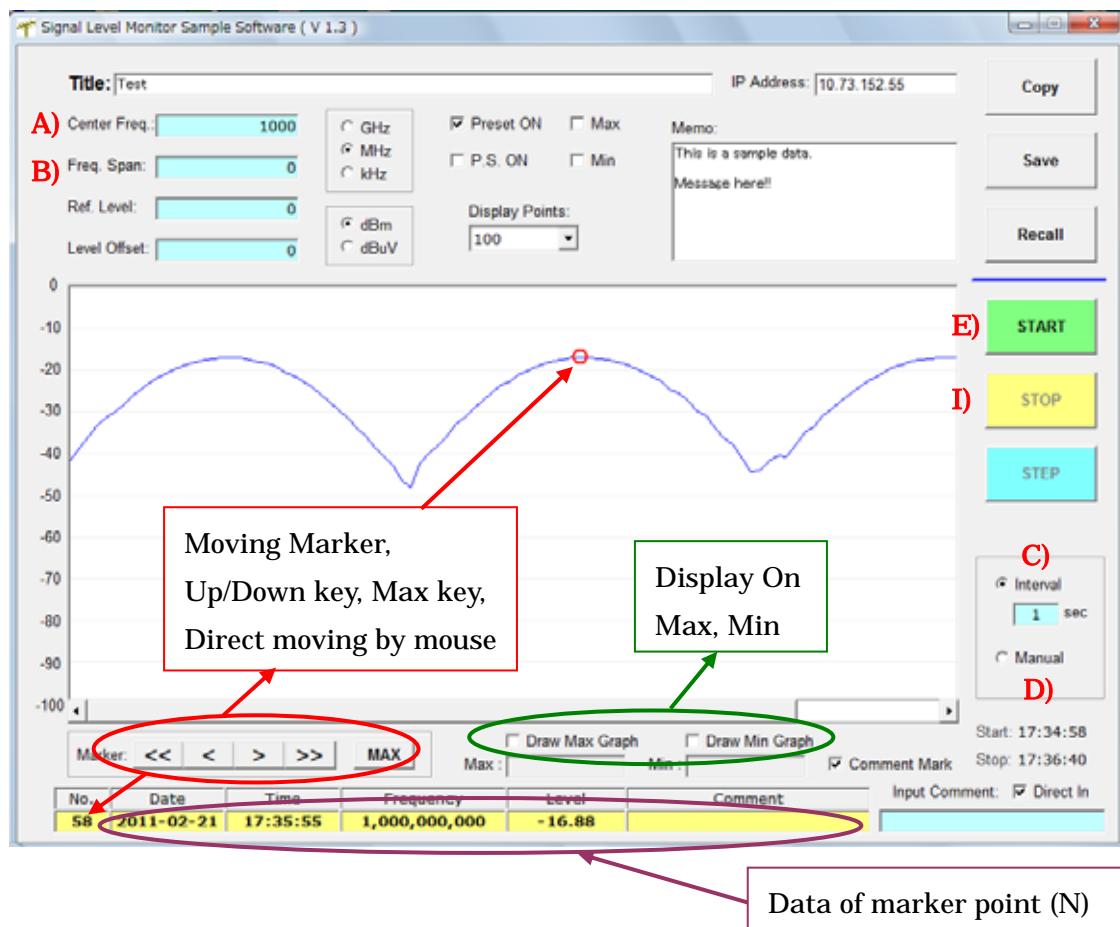 Signal Level Monitor Sample Software ( V 1.3 )
Title: Test IP Address: 10.73.152.55 Copy
A) Center Freq.: 1000 GHz Preset ON Max Memo:
B) Freq. Span: 0 MHz P.S. ON Min This is a sample data. Save
kHz Message here!!
Ref. Level: 0 dBm Display Points: Recall
Level Offset: 0 dBuV 100
0
-10 E) START
-20
-30 I) STOP
-40
-50 STEP
-60
-70
-80
-90
-100
Moving Marker,
Up/Down key, Max key,
Direct moving by mouse
Display On
Max, Min
C)
Interval
1 sec
Manual
D)
Marker: << < > >> MAX Draw Max Graph Draw Min Graph Start: 17:34:58
Max : Min : Comment Mark Stop: 17:36:40
No. Date Time Frequency Level Comment Input Comment: Direct In
58 2011-02-21 17:35:55 1,000,000,000 -16.88
Data of marker point (N)